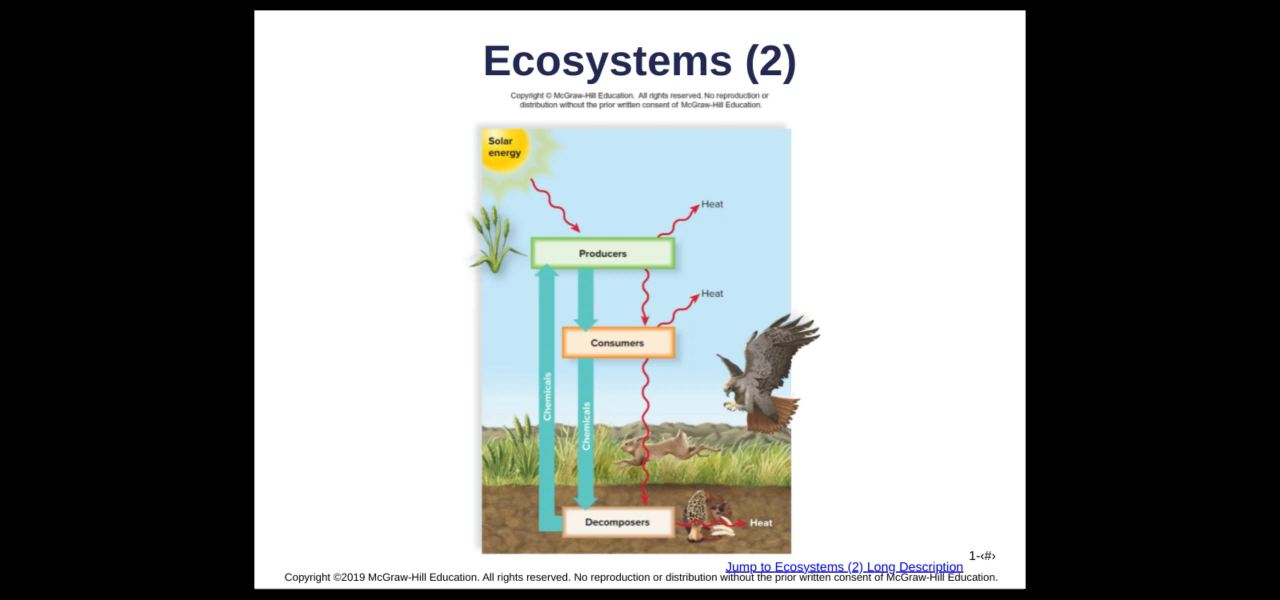 Ecosystems (2)
Copyright © McGraw-Hill Education. All rights reserved. No reproduction or
distribution without the prior written consent of McGraw-Hill Education.
Solar
energy
Heat
Producers
Heat
Consumers
Chemicals
Chemicals
Decomposers
Heat
1-‹#›
Jump to Ecosystems (2) Long Description
Copyright ©2019 McGraw-Hill Education. All rights reserved. No reproduction or distribution without the prior written consent of McGraw-Hill Education.